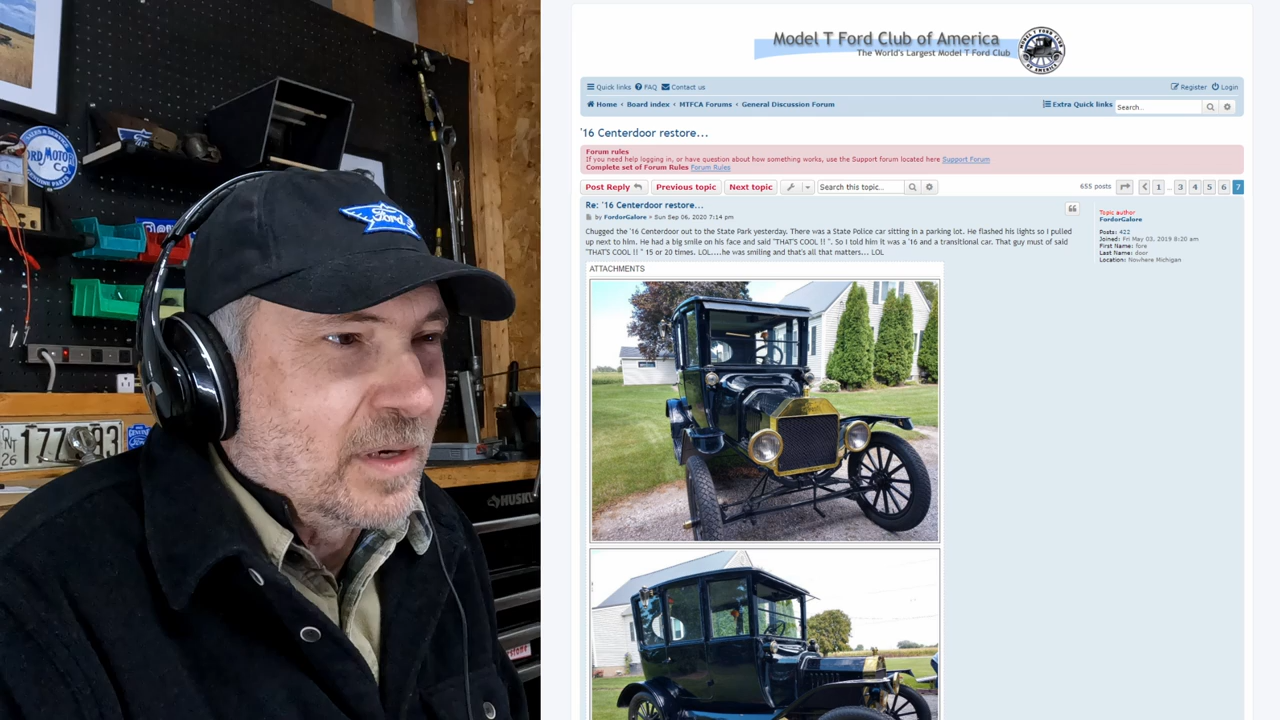 Ford
ORD MOTOR
Co
GENUINE
PARTS
NT
26
177
93
HUSK
Model T Ford Club of America
The World's Largest Model T Ford Club
Quick links FAQ Contact us
Register Login
Home ‹ Board index ‹ MTFCA Forums ‹ General Discussion Forum
Extra Quick links Search...
'16 Centerdoor restore...
Forum rules
If you need help logging in, or have question about how something works, use the Support forum located here Support Forum
Complete set of Forum Rules Forum Rules
Post Reply Previous topic Next topic Search this topic...
655 posts 1 ... 3 4 5 6 7
Re: '16 Centerdoor restore...
by FordorGalore » Sun Sep 06, 2020 7:14 pm
Chugged the '16 Centerdoor out to the State Park yesterday. There was a State Police car sitting in a parking lot. He flashed his lights so I pulled
up next to him. He had a big smile on his face and said "THAT'S COOL !! ". So I told him it was a '16 and a transitional car. That guy must of said
"THAT'S COOL !! " 15 or 20 times. LOL....he was smiling and that's all that matters... LOL
Topic author
FordorGalore
Posts: 422
Joined: Fri May 03, 2019 8:20 am
First Name: fore
Last Name: door
Location: Nowhere Michigan
ATTACHMENTS